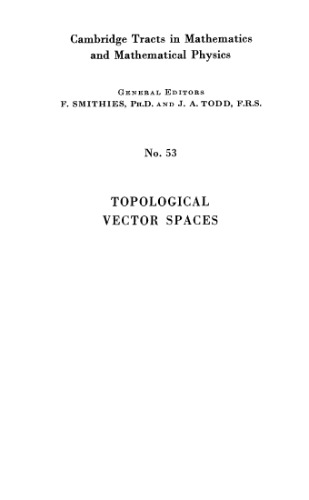 Cambridge Tracts in Mathematics
and Mathematical Physics
GENERAL EDITORS
F. SMITHIES, PH.D. AND J. A. TODD, F.R.S.
No. 53
TOPOLOGICAL
VECTOR SPACES